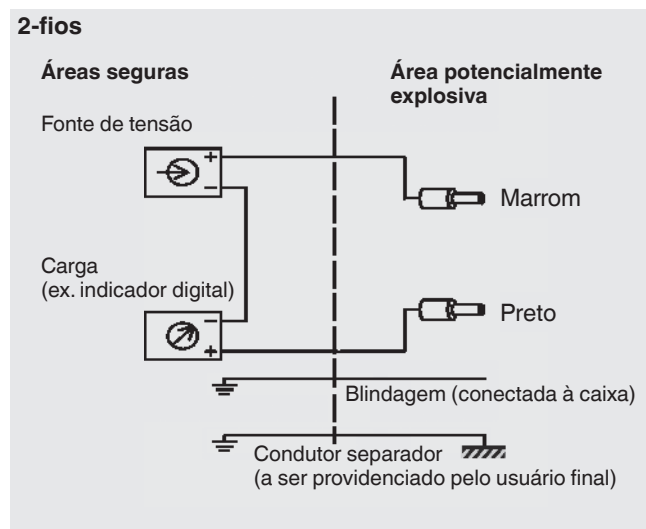 2-fios
Áreas seguras
Área potencialmente
explosiva
Fonte de tensão
+
−
Marrom
Carga
(ex. indicador digital)
−
+
Preto
Blindagem (conectada à caixa)
Condutor separador
(a ser providenciado pelo usuário final)